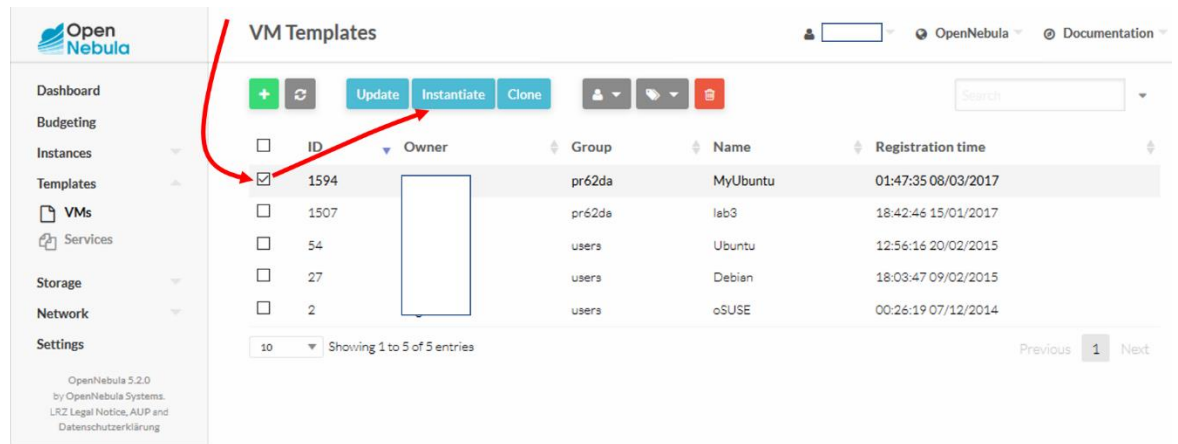 Open
Nebula
VM Templates
OpenNebula
Documentation
Dashboard
Budgeting
Instances
Templates
VMs
Services
Storage
Network
Settings
OpenNebula 5.2.0
by OpenNebula Systems.
LRZ Legal Notice, AUP and
Datenschutzerklärung
Update Instantiate Clone
Search
ID Owner Group Name Registration time
1594 pr62da MyUbuntu 01:47:35 08/03/2017
1507 pr62da lab3 18:42:46 15/01/2017
54 users Ubuntu 12:56:16 20/02/2015
27 users Debian 18:03:47 09/02/2015
2 users oSUSE 00:26:19 07/12/2014
10 Showing 1 to 5 of 5 entries
Previous 1 Next